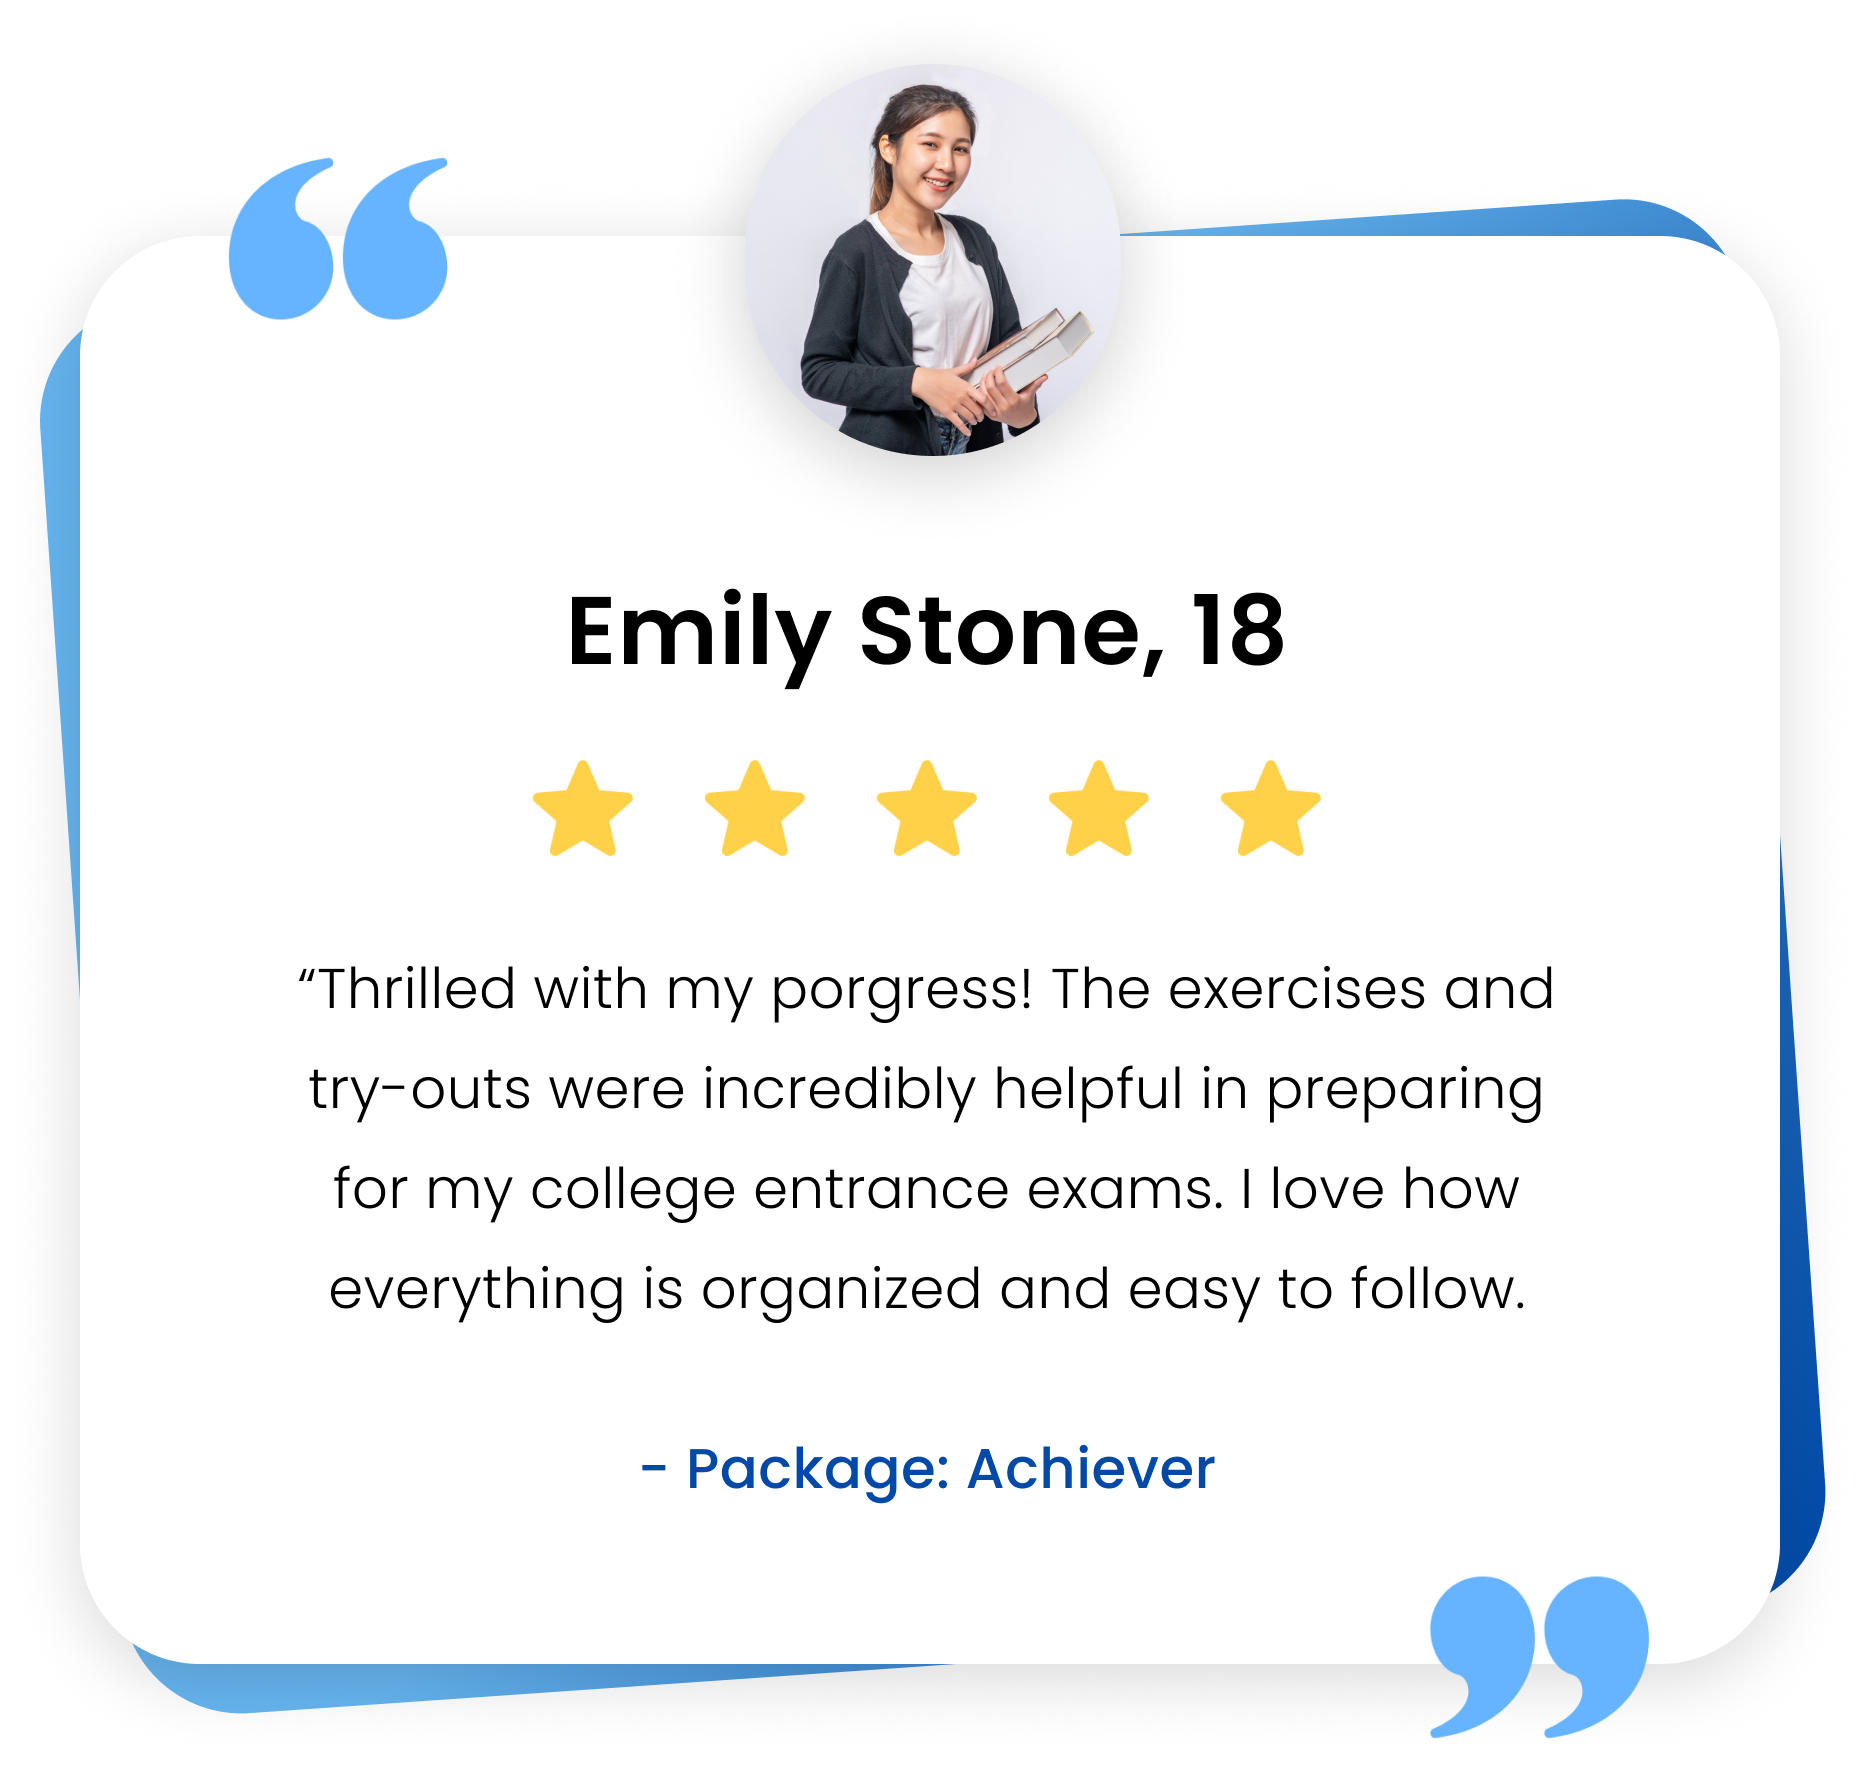 Emily Stone, 18
“Thrilled with my porgress! The exercises and
try-outs were incredibly helpful in preparing
for my college entrance exams. I love how
everything is organized and easy to follow.
- Package: Achiever